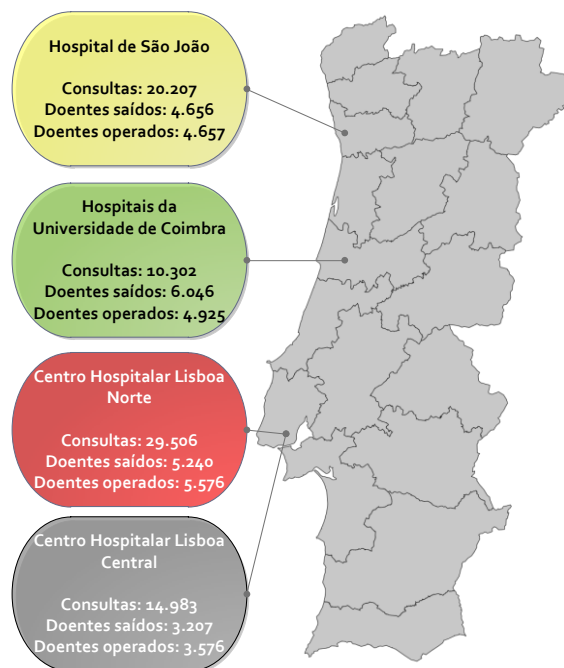 Hospital de São João
Consultas: 20.207
Doentes saídos: 4.656
Doentes operados: 4.657
Hospitais da
Universidade de Coimbra
Consultas: 10.302
Doentes saídos: 6.046
Doentes operados: 4.925
Centro Hospitalar Lisboa
Norte
Consultas: 29.506
Doentes saídos: 5.240
Doentes operados: 5.576
Centro Hospitalar Lisboa
Central
Consultas: 14.983
Doentes saídos: 3.207
Doentes operados: 3.576